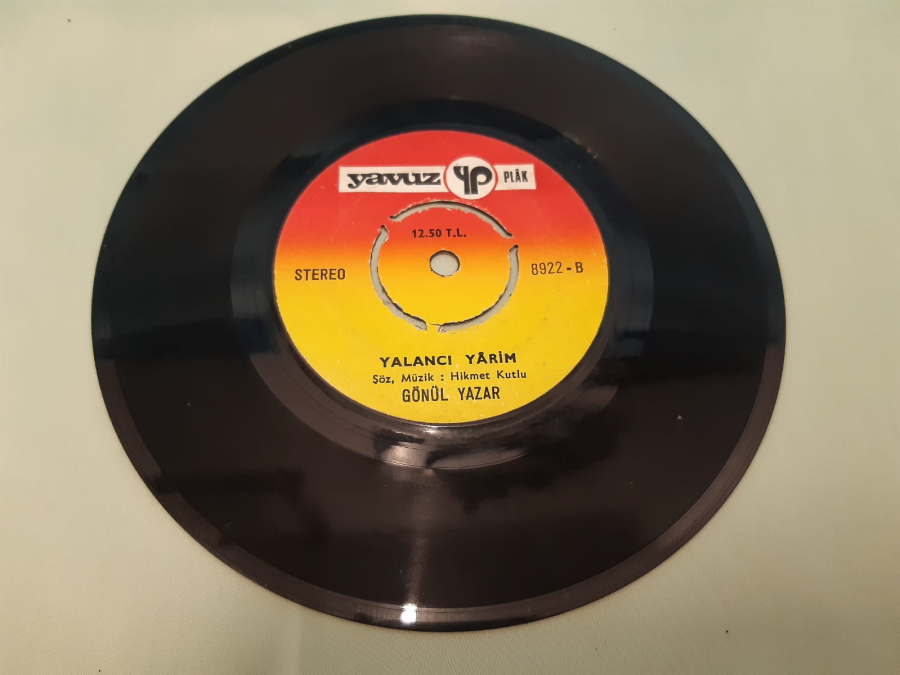 yavuz YP PLÂK
12.50 T.L.
STEREO 8922-B
YALANCI YÂRİM
Söz, Müzik : Hikmet Kutlu
GÖNÜL YAZAR